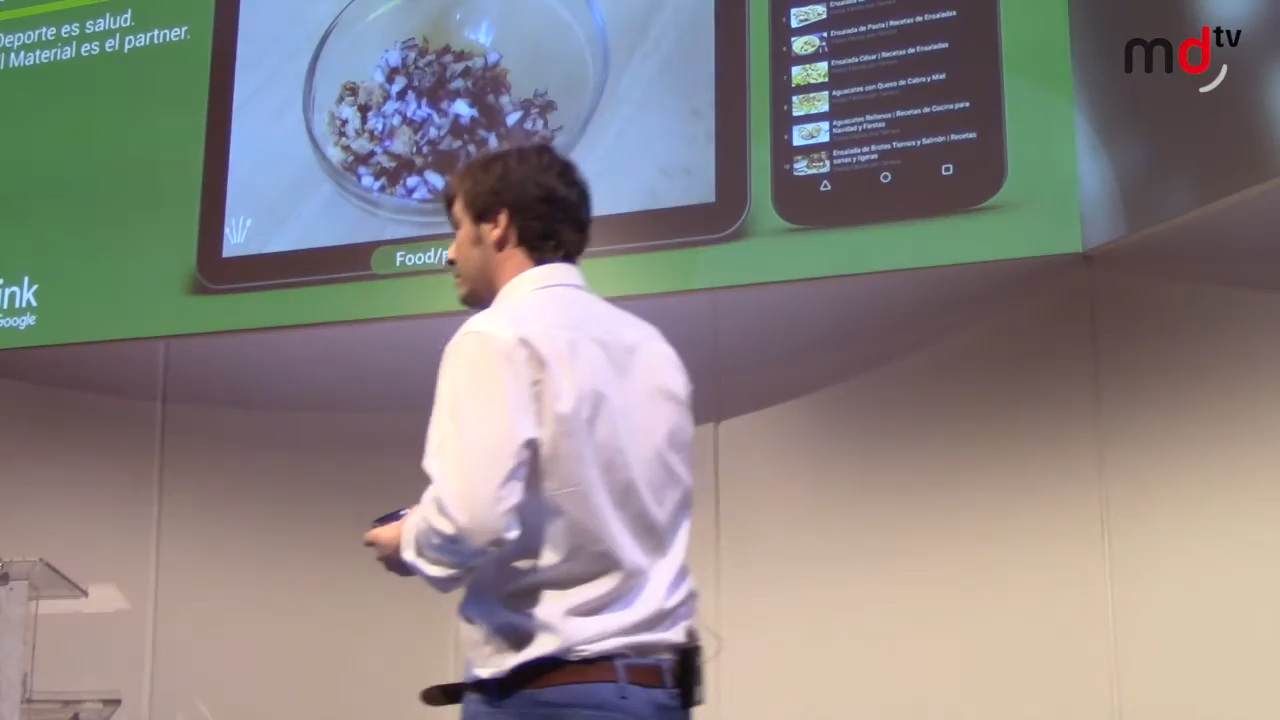 Deporte es salud.
l Material es el partner.
mdtv
Ensalada de Pasta | Recetas de Ensaladas
Ensalada César | Recetas de Ensaladas
Aguacates con Queso de Cabra y Miel
Aguacates Rellenos | Recetas de Cocina para
Navidad y Fiestas
Ensalada de Brotes Tiernos y Salmón | Recetas
sanas y ligeras
10
Food/
ink
Google